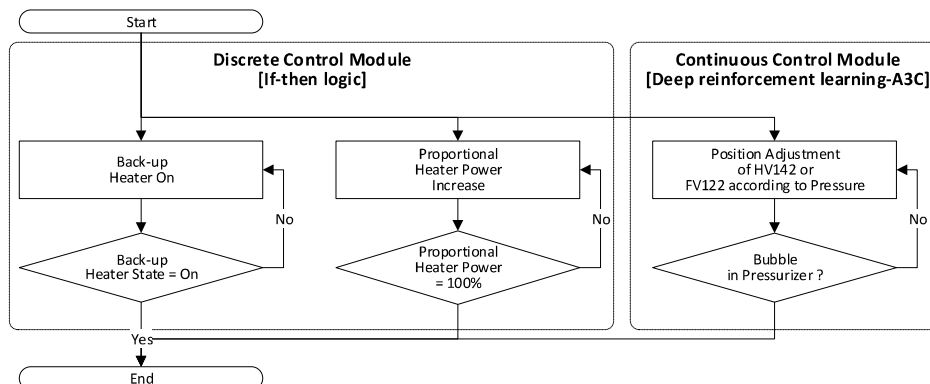 Start
Discrete Control Module
[If-then logic]
Continuous Control Module
[Deep reinforcement learning-A3C]
Back-up
Heater On
Proportional
Heater Power
Increase
Position Adjustment
of HV142 or
FV122 according to Pressure
No
No
No
Back-up
Heater State = On
Proportional
Heater Power
= 100%
Bubble
in Pressurizer ?
Yes
End